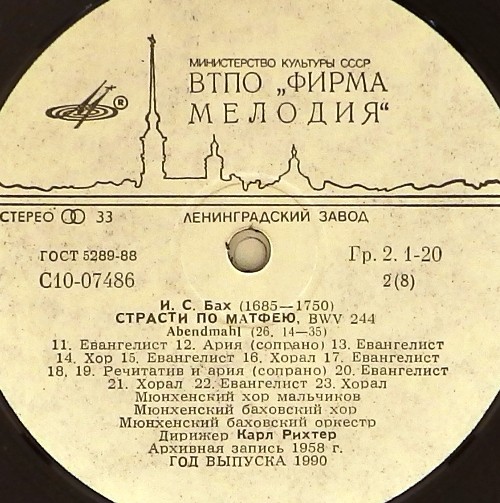 МИНИСТЕРСТВО КУЛЬТУРЫ СССР
ВТПО „ФИРМА
МЕЛОДИЯ“
®
СТЕРЕО 33 ЛЕНИНГРАДСКИЙ ЗАВОД
ГОСТ 5289-88 Гр. 2. 1-20
С10-07486 2(8)
И. С. Бах (1685—1750)
СТРАСТИ ПО МАТФЕЮ, BWV 244
Abendmahl (26, 14—35)
11. Евангелист 12. Ария (сопрано) 13. Евангелист
14. Хор 15. Евангелист 16. Хорал 17. Евангелист
18, 19. Речитатив и ария (сопрано) 20. Евангелист
21. Хорал 22. Евангелист 23. Хорал
Мюнхенский хор мальчиков
Мюнхенский баховский хор
Мюнхенский баховский оркестр
Дирижер Карл Рихтер
Архивная запись 1958 г.
ГОД ВЫПУСКА 1990